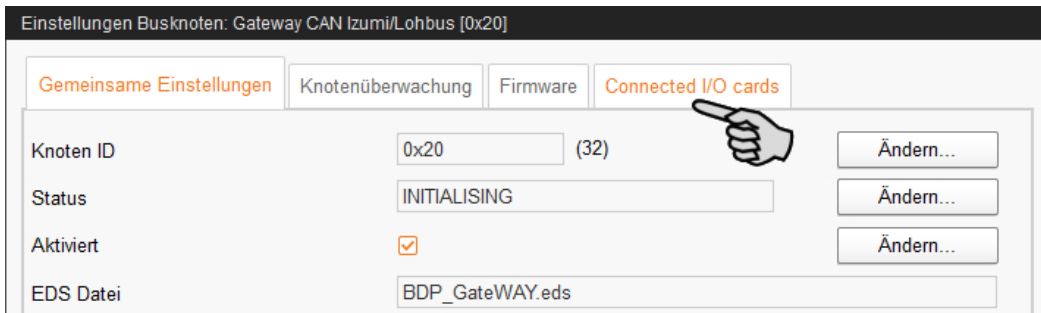 Einstellungen Busknoten: Gateway CAN Izumi/Lohbus [0x20]
Gemeinsame Einstellungen Knotenüberwachung Firmware Connected I/O cards
Knoten ID 0x20 (32) Ändern...
Status INITIALISING Ändern...
Aktiviert Ändern...
EDS Datei BDP_GateWAY.eds